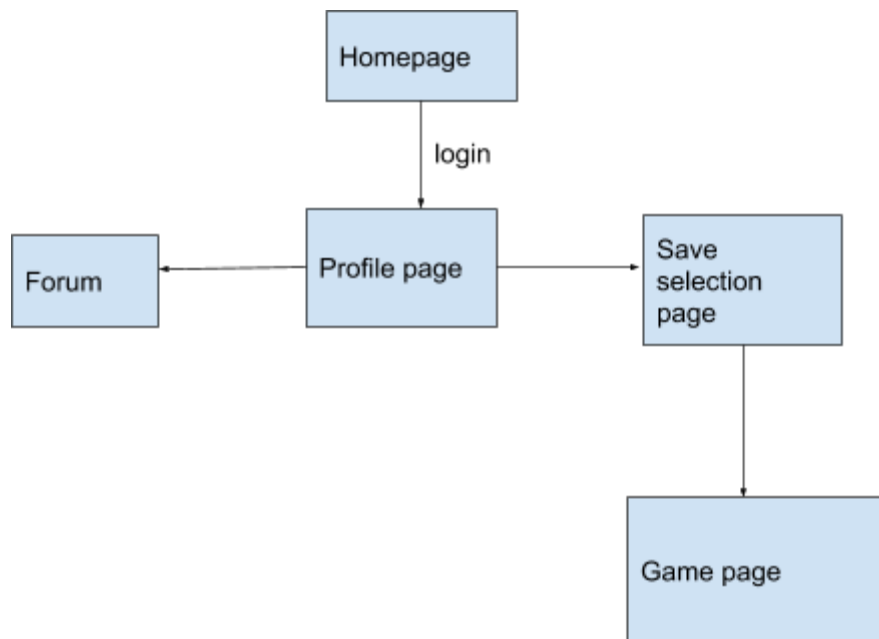 Homepage
login
Forum
Profile page
Save
selection
page
Game page